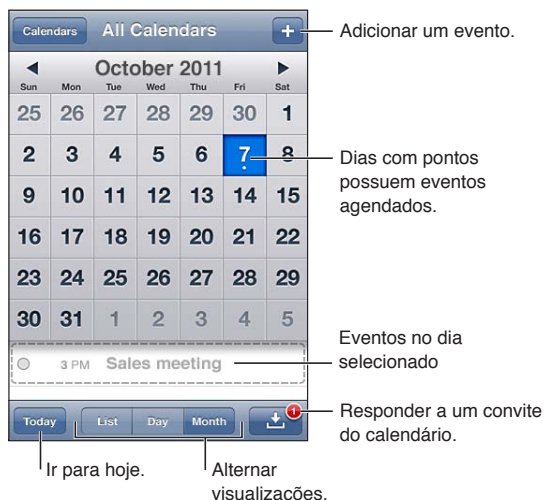 Calendars All Calendars +
Adicionar um evento.
October 2011
Sun Mon Tue Wed Thu Fri Sat
25 26 27 28 29 30 1
2 3 4 5 6 7 8
Dias com pontos
possuem eventos
agendados.
9 10 11 12 13 14 15
16 17 18 19 20 21 22
23 24 25 26 27 28 29
30 31 1 2 3 4 5
3 PM Sales meeting
Eventos no dia
selecionado
Today List Day Month 1
Responder a um convite
do calendário.
Ir para hoje.
Alternar
visualizações.